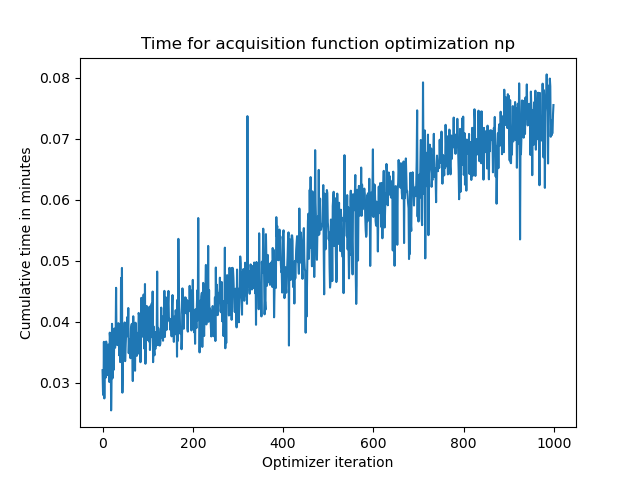 Time for acquisition function optimization np
0.08
0.07
0.06
0.05
0.04
0.03
Cumulative time in minutes
0 200 400 600 800 1000
Optimizer iteration